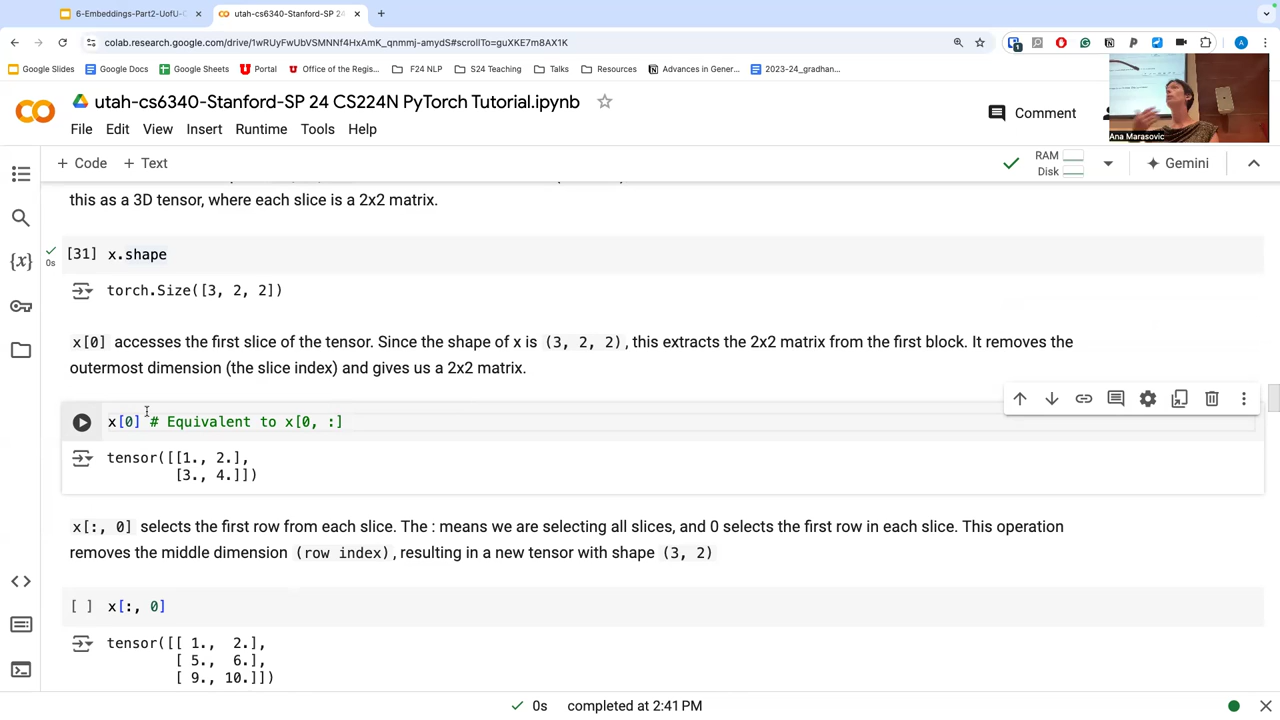 6-Embeddings-Part2-UofU-C
utah-cs6340-Stanford-SP 24
colab.research.google.com/drive/1wRUyFwUbVSMNNf4HxAmK_qnmmj-amydS#scrollTo=guXKE7nRAX1K
Google Slides
Google Docs
Google Sheets
Portal
Office of the Regis...
24 NLP
S24 Teaching
Talks
Resources
Advances in Gener...
2023-24_gradhan...
utah-cs6340-Stanford-SP 24 CS224N PyTorch Tutorial.ipynb
File Edit View Insert Runtime Tools Help
Comment
Ana Marasovic
+ Code + Text
RAM
Disk
Gemini
this as a 3D tensor, where each slice is a 2x2 matrix.
[31] x.shape
0s
torch.Size([3, 2, 2])
x[0] accesses the first slice of the tensor. Since the shape of x is (3, 2, 2), this extracts the 2x2 matrix from the first block. It removes the
outermost dimension (the slice index) and gives us a 2x2 matrix.
x[0] # Equivalent to x[0, :]
tensor([[1., 2.],
[3., 4.]])
x[:, 0] selects the first row from each slice. The : means we are selecting all slices, and 0 selects the first row in each slice. This operation
removes the middle dimension (row index), resulting in a new tensor with shape (3, 2)
[ ] x[:, 0]
tensor([[ 1., 2.],
[ 5., 6.],
[ 9., 10.]])
0s completed at 2:41 PM